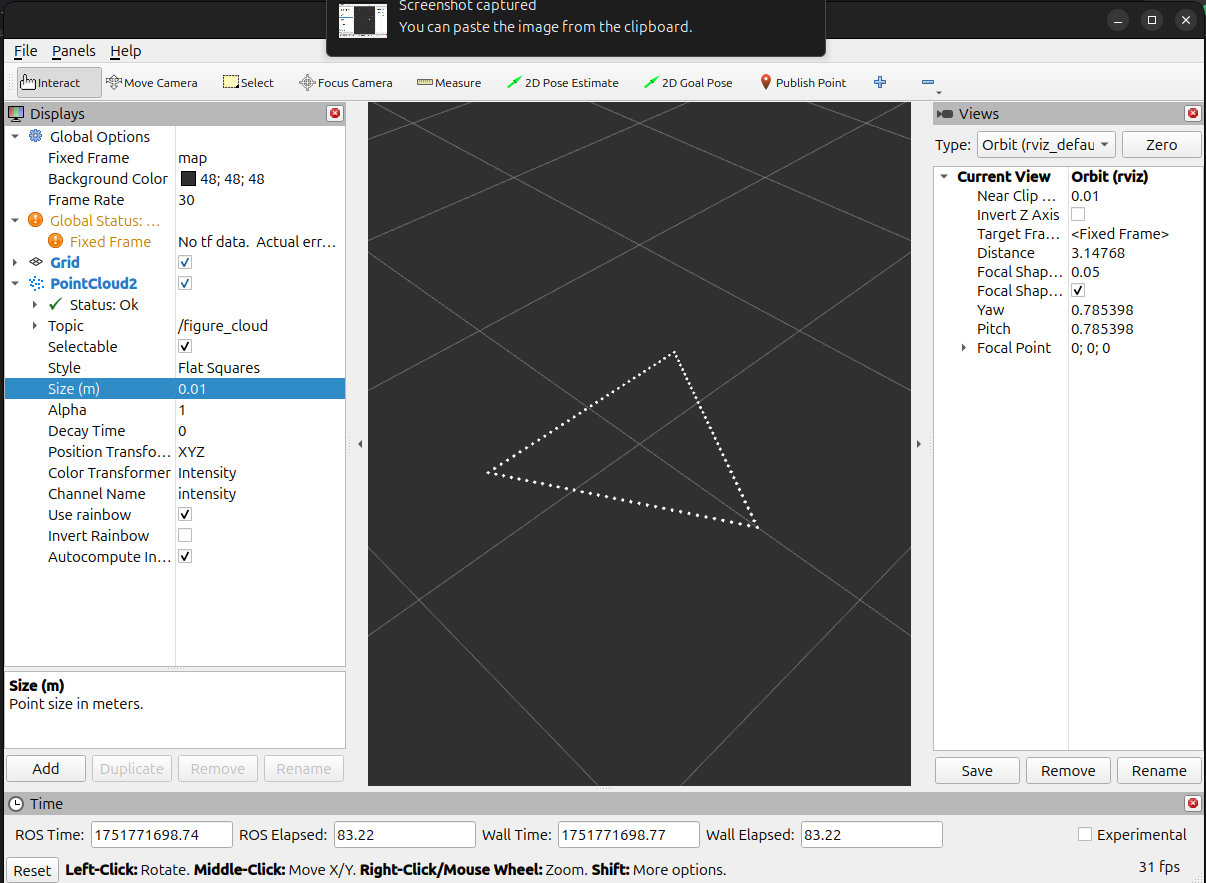 Screenshot captured
You can paste the image from the clipboard.
File Panels Help
Interact Move Camera Select Focus Camera Measure 2D Pose Estimate 2D Goal Pose Publish Point
Displays
Global Options
Fixed Frame map
Background Color 48; 48; 48
Frame Rate 30
Global Status: ...
Fixed Frame No tf data. Actual err...
Grid
PointCloud2
Status: Ok
Topic /figure_cloud
Selectable
Style Flat Squares
Size (m) 0.01
Alpha 1
Decay Time 0
Position Transfo... XYZ
Color Transformer Intensity
Channel Name intensity
Use rainbow
Invert Rainbow
Autocompute In...
Size (m)
Point size in meters.
Add Duplicate Remove Rename
Views
Type: Orbit (rviz_defau Zero
Current View Orbit (rviz)
Near Clip ... 0.01
Invert Z Axis
Target Fra... <Fixed Frame>
Distance 3.14768
Focal Shap... 0.05
Focal Shap...
Yaw 0.785398
Pitch 0.785398
Focal Point 0; 0; 0
Save Remove Rename
Time
ROS Time: 1751771698.74 ROS Elapsed: 83.22 Wall Time: 1751771698.77 Wall Elapsed: 83.22 Experimental
Reset Left-Click: Rotate. Middle-Click: Move X/Y. Right-Click/Mouse Wheel: Zoom. Shift: More options. 31 fps